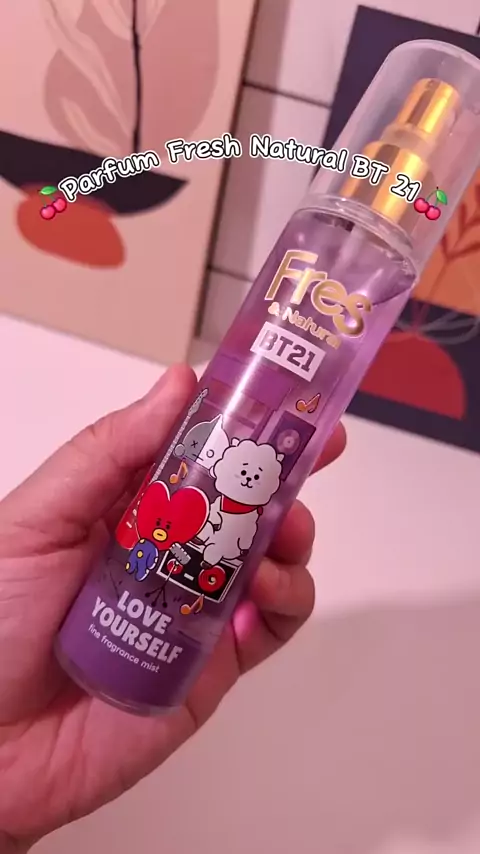 Parfum Fresh Natural BT 21
Fres
& Natural
BT21
LOVE
YOURSELF
fine fragrance mist